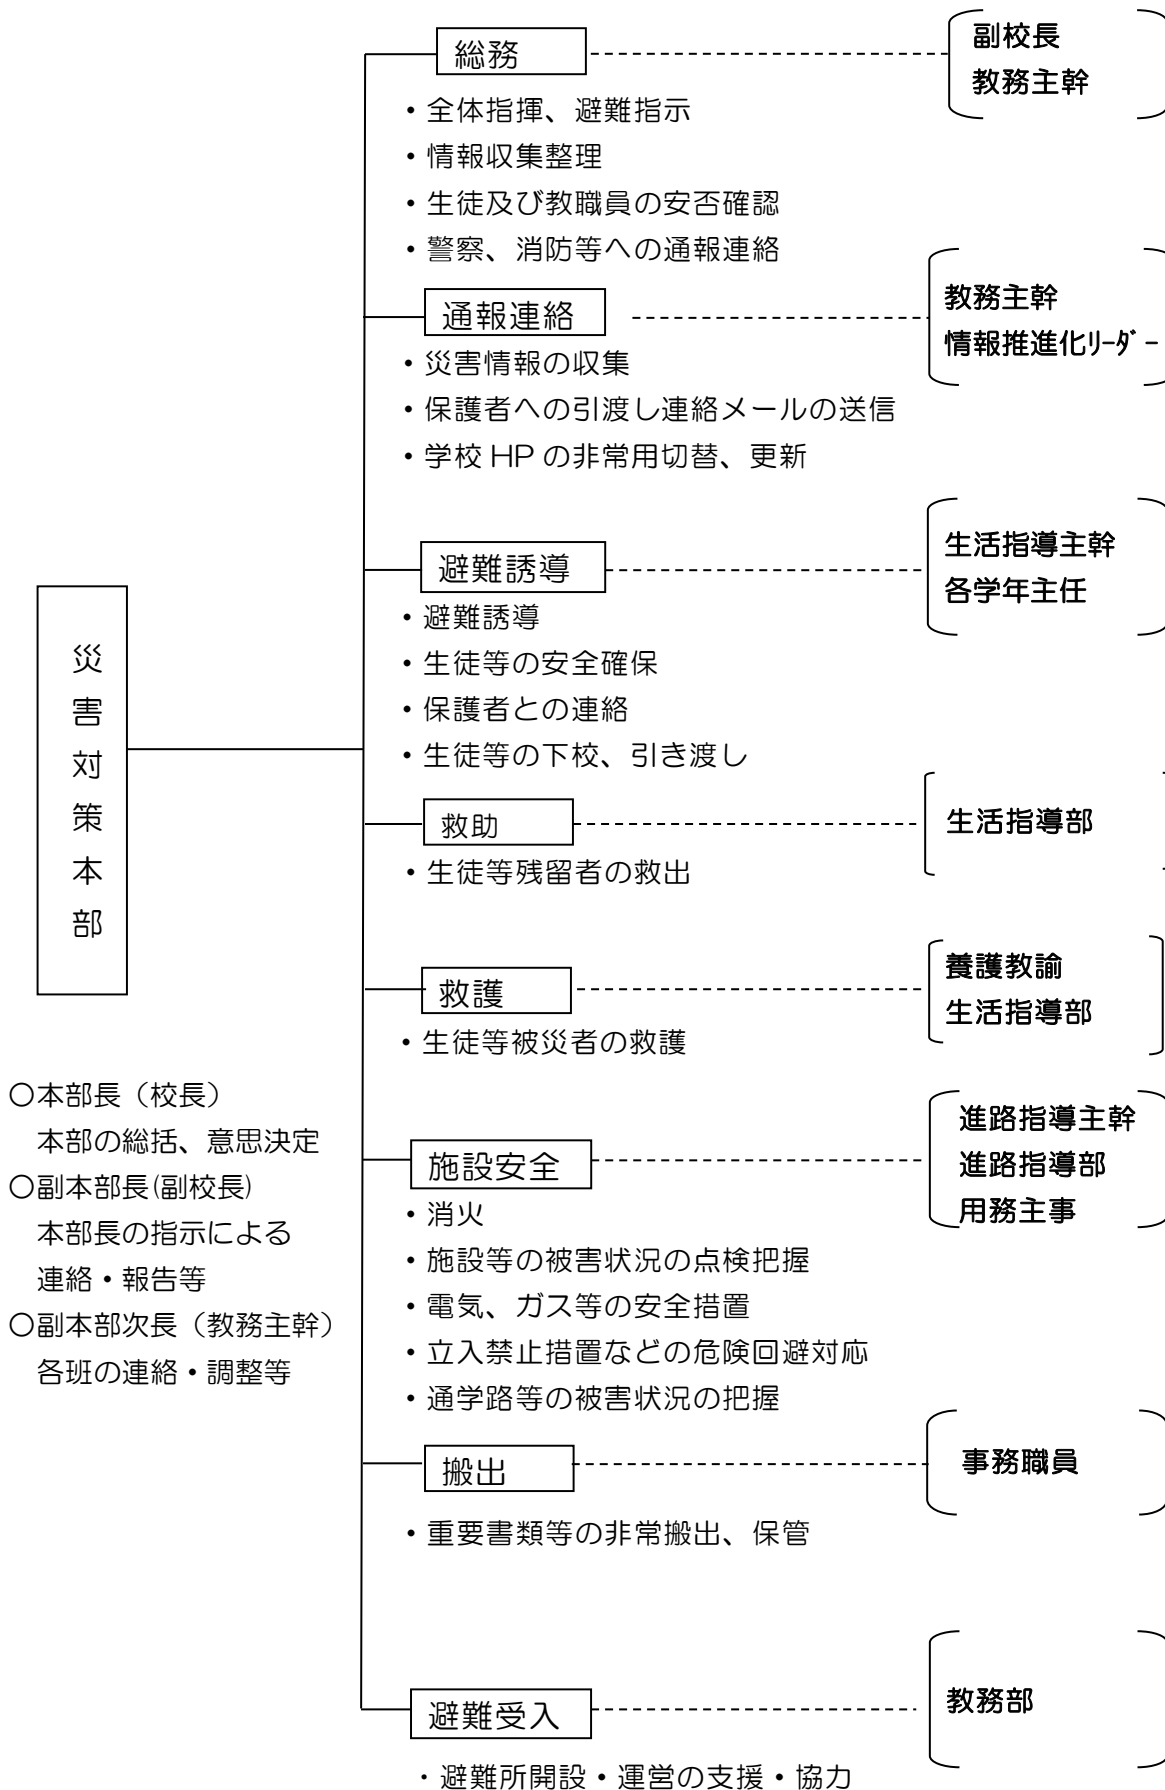 総務
副校長
教務主幹
・全体指揮、避難指示
・情報収集整理
・生徒及び教職員の安否確認
・警察、消防等への通報連絡
通報連絡
教務主幹
情報推進化ﾘｰﾀﾞｰ
・災害情報の収集
・保護者への引渡し連絡メールの送信
・学校 HP の非常用切替、更新
避難誘導
生活指導主幹
各学年主任
・避難誘導
・生徒等の安全確保
・保護者との連絡
・生徒等の下校、引き渡し
災害対策本部
救助
生活指導部
・生徒等残留者の救出
救護
養護教諭
生活指導部
・生徒等被災者の救護
〇本部長（校長）
本部の総括、意思決定
〇副本部長(副校長)
本部長の指示による
連絡・報告等
〇副本部次長（教務主幹）
各班の連絡・調整等
施設安全
進路指導主幹
進路指導部
用務主事
・消火
・施設等の被害状況の点検把握
・電気、ガス等の安全措置
・立入禁止措置などの危険回避対応
・通学路等の被害状況の把握
搬出
事務職員
・重要書類等の非常搬出、保管
避難受入
教務部
・避難所開設・運営の支援・協力